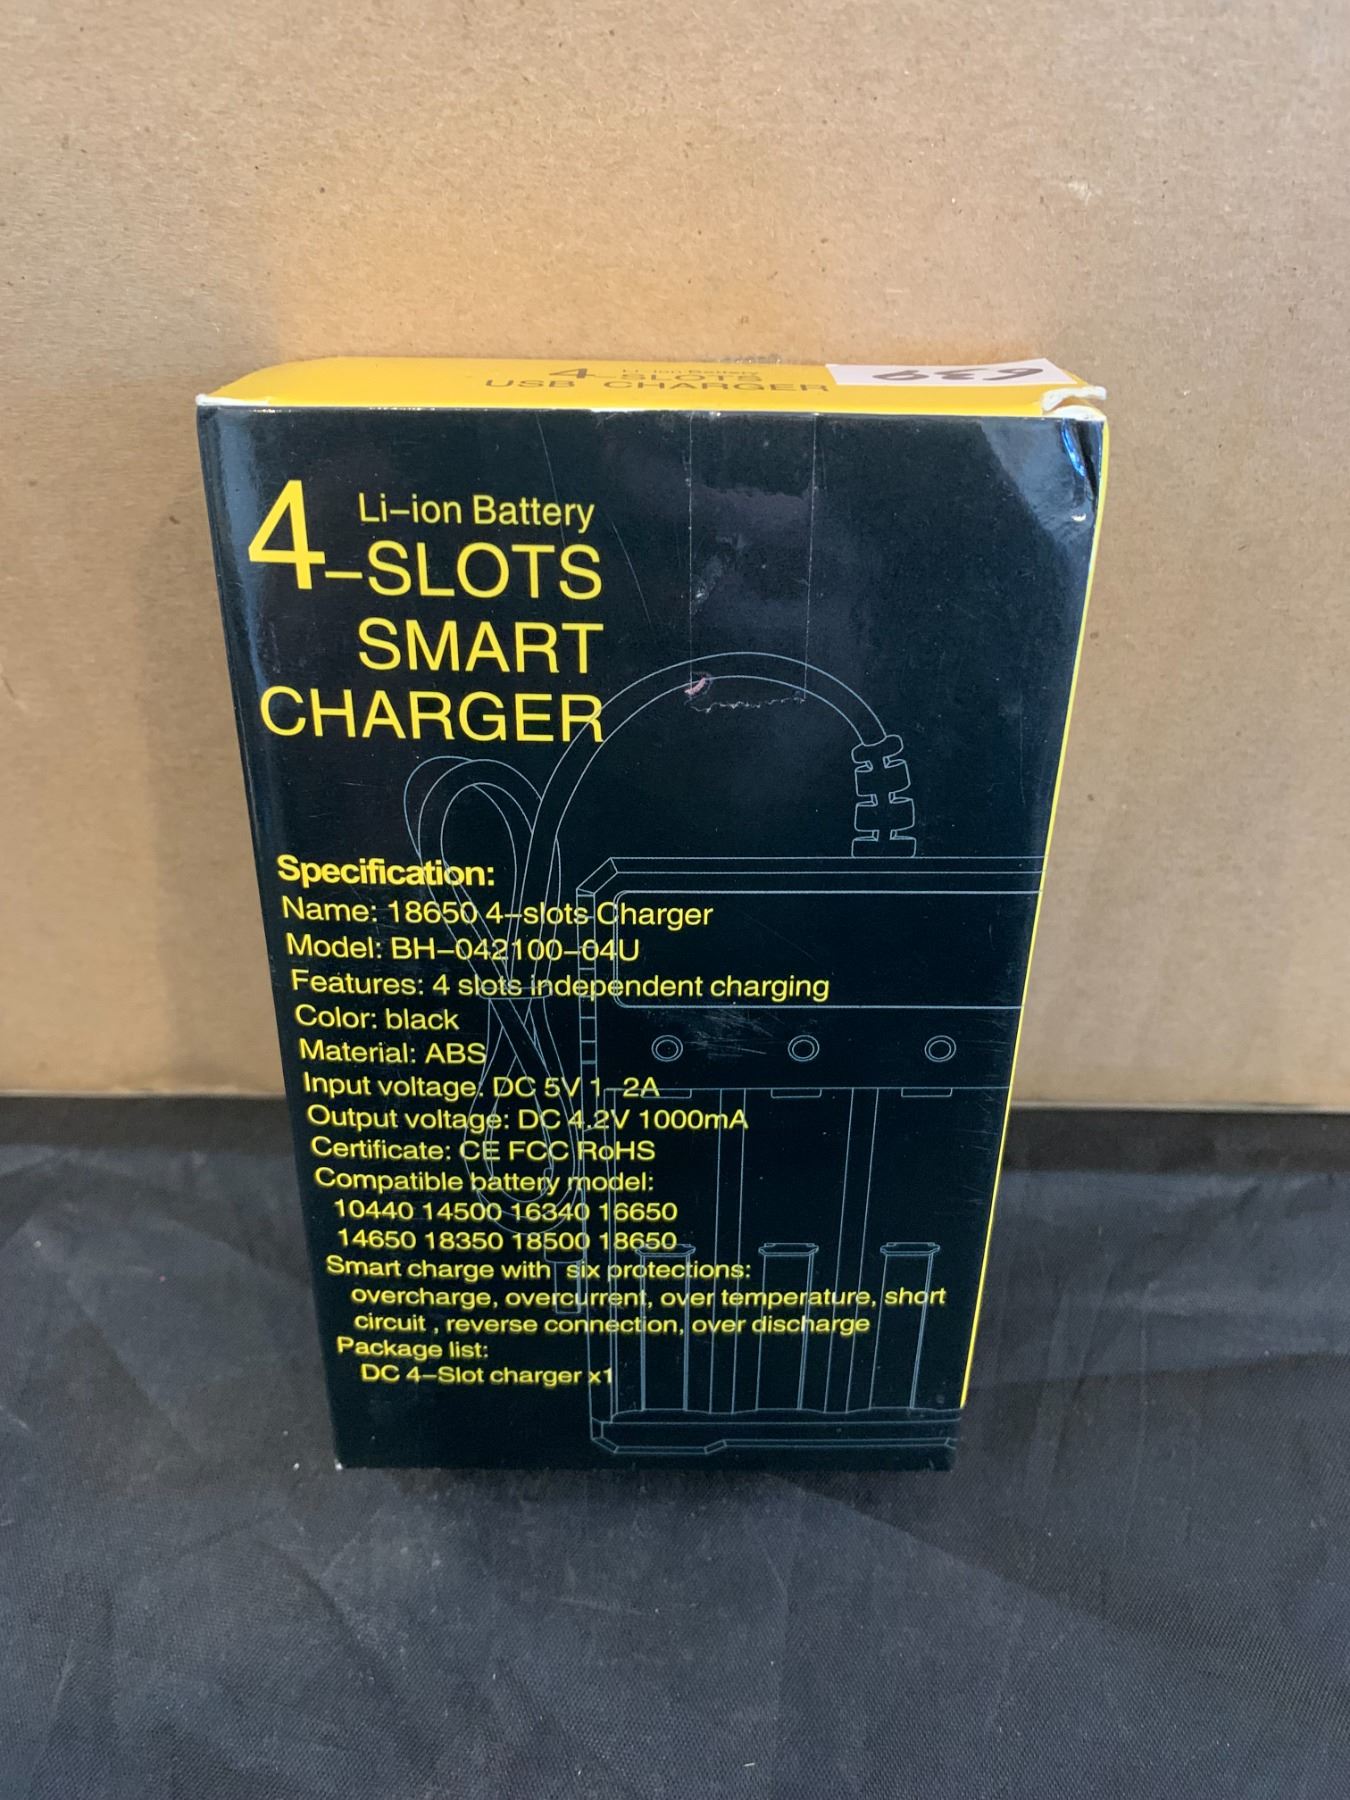 4 Li-ion Battery
-SLOTS
USB CHARGER
639
4 Li-ion Battery
-SLOTS
SMART
CHARGER
Specification:
Name: 18650 4-slots Charger
Model: BH-042100-04U
Features: 4 slots independent charging
Color: black
Material: ABS
Input voltage: DC 5V 1-2A
Output voltage: DC 4.2V 1000mA
Certificate: CE FCC RoHS
Compatible battery model:
10440 14500 16340 16650
14650 18350 18500 18650
Smart charge with six protections:
overcharge, overcurrent, over temperature, short
circuit , reverse connection, over discharge
Package list:
DC 4-Slot charger x1